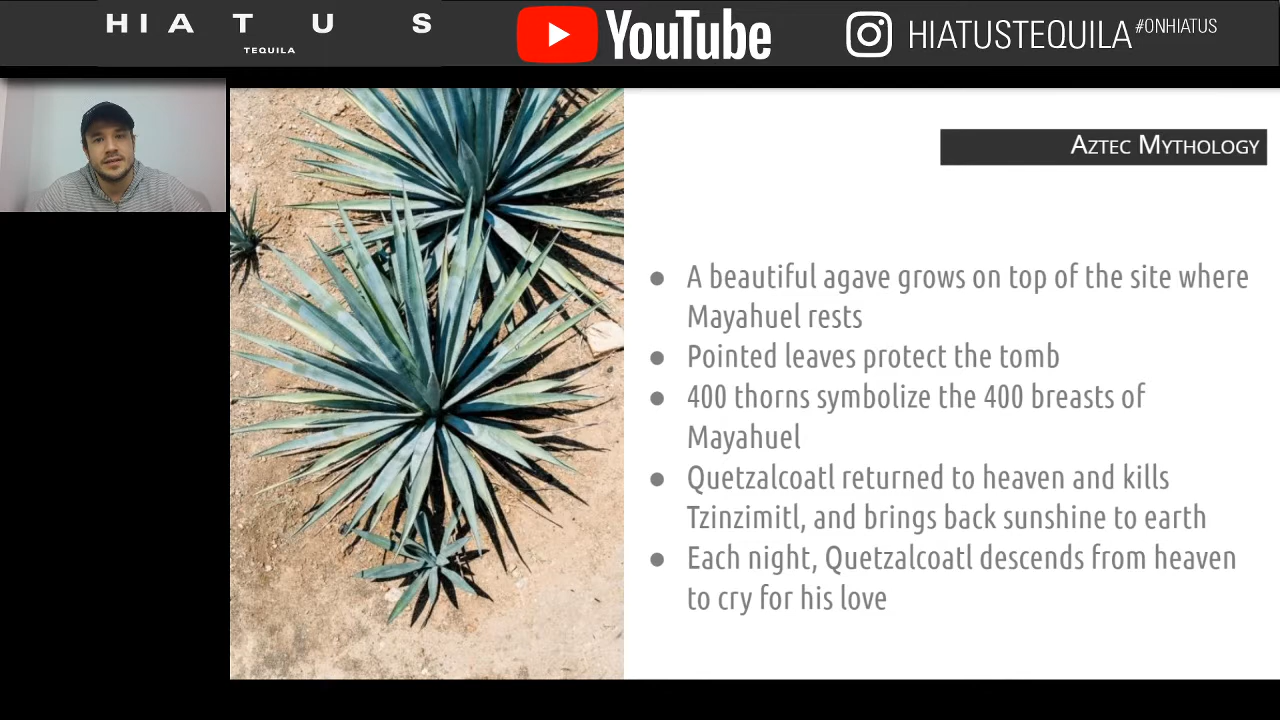 HIATUS
TEQUILA
YouTube
HIATUSTEQUILA #ONHIATUS
AZTEC MYTHOLOGY
● A beautiful agave grows on top of the site where
Mayahuel rests
● Pointed leaves protect the tomb
● 400 thorns symbolize the 400 breasts of
Mayahuel
● Quetzalcoatl returned to heaven and kills
Tzinzimitl, and brings back sunshine to earth
● Each night, Quetzalcoatl descends from heaven
to cry for his love